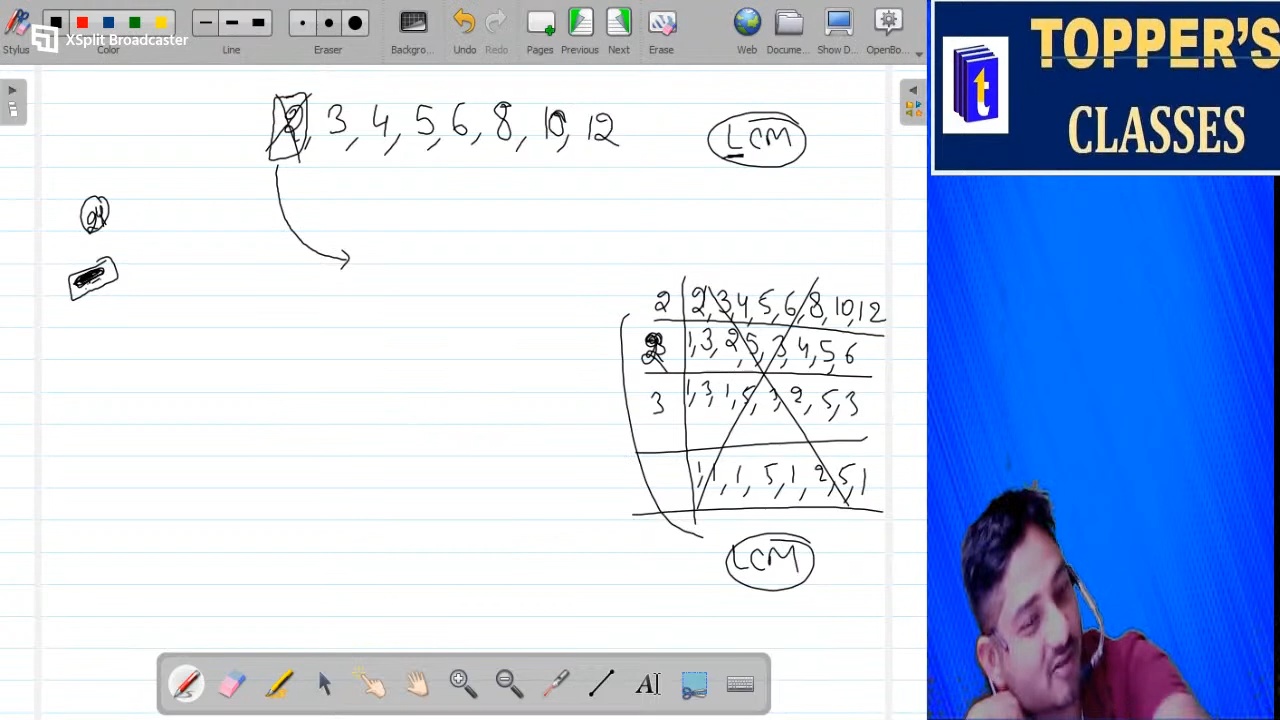 Stylus
Color
Line
Eraser
Backgro...
Undo
Redo
Pages
Previous
Next
Erase
Web
Docume...
Show D...
OpenBo...
XSplit Broadcaster
TOPPER'S
CLASSES
t
2, 3, 4, 5, 6, 8, 10, 12
LCM
24
2 2, 3, 4, 5, 6, 8, 10, 12
2 1, 3, 2, 5, 3, 4, 5, 6
3 1, 3, 1, 5, 3, 2, 5, 3
1, 1, 1, 5, 1, 2, 5, 1
LCM
A